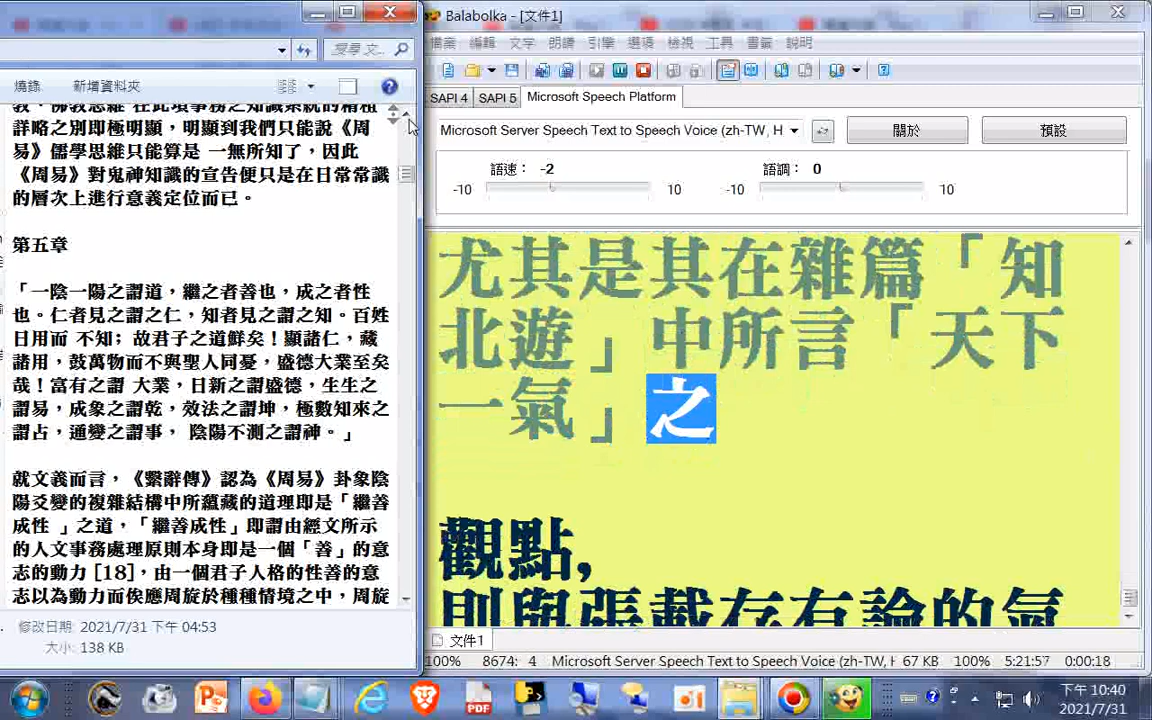 Balabolka - [文件1]
搜尋 文...
檔案 編輯 文字 朗讀 引擎 選項 檢視 工具 書籤 說明
燒錄 新增資料夾
SAPI 4 SAPI 5 Microsoft Speech Platform
Microsoft Server Speech Text to Speech Voice (zh-TW, H
關於
預設
語速： -2
語調： 0
-10 10 -10 10
詳略之別即極明顯，明顯到我們只能說《周
易》儒學思維只能算是 一無所知了，因此
《周易》對鬼神知識的宣告便只是在日常常識
的層次上進行意義定位而已。
第五章
「一陰一陽之謂道，繼之者善也，成之者性
也。仁者見之謂之仁，知者見之謂之知。百姓
日用而 不知；故君子之道鮮矣！顯諸仁，藏
諸用，鼓萬物而不與聖人同憂，盛德大業至矣
哉！富有之謂 大業，日新之謂盛德，生生之
謂易，成象之謂乾，效法之謂坤，極數知來之
謂占，通變之謂事， 陰陽不測之謂神。」
就文義而言，《繫辭傳》認為《周易》卦象陰
陽爻變的複雜結構中所蘊藏的道理即是「繼善
成性 」之道，「繼善成性」即謂由經文所示
的人文事務處理原則本身即是一個「善」的意
志的動力 [18]，由一個君子人格的性善的意
志以為動力而俟應周旋於種種情境之中，周旋
修改日期: 2021/7/31 下午 04:53
大小: 138 KB
尤其是其在雜篇「知
北遊」中所言「天下
一氣」之
觀點,
則與張載存有論的氣
文件1
100% 8674: 4 Microsoft Server Speech Text to Speech Voice (zh-TW, H 67 KB 100% 5:21:57 0:00:18
下午 10:40
2021/7/31